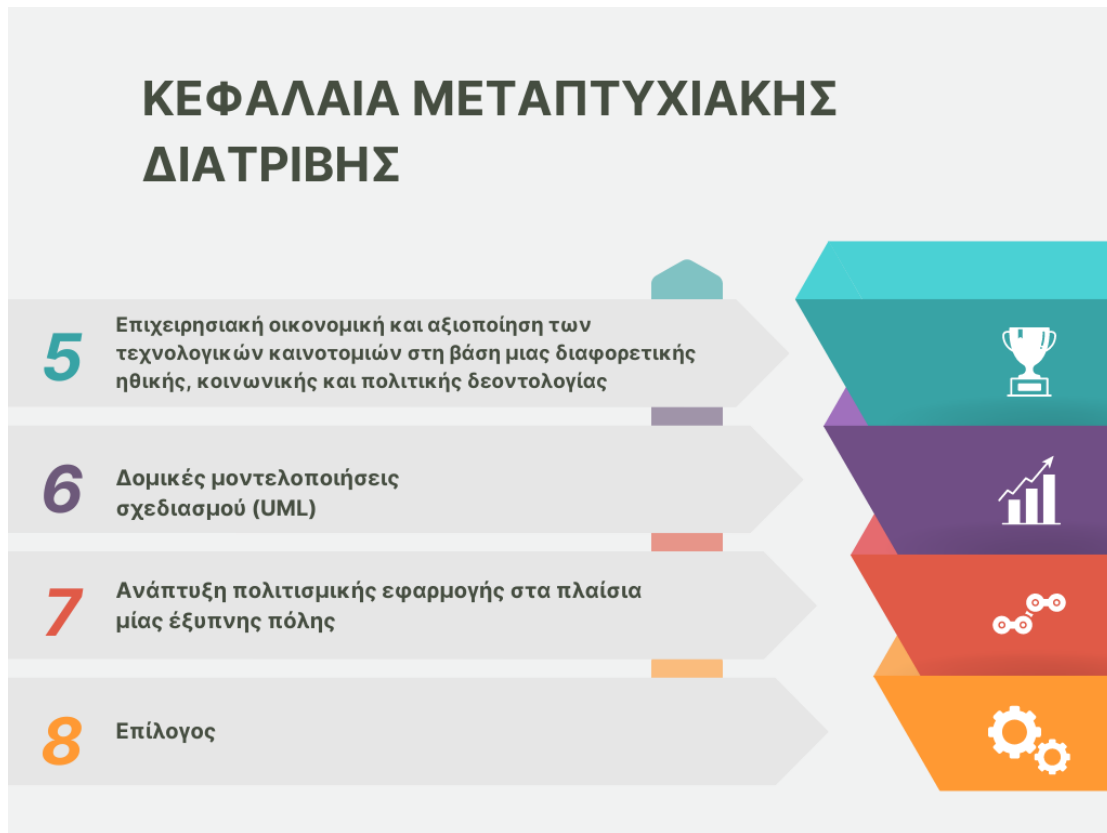 ΚΕΦΑΛΑΙΑ ΜΕΤΑΠΤΥΧΙΑΚΗΣ
ΔΙΑΤΡΙΒΗΣ
5
Επιχειρησιακή οικονομική και αξιοποίηση των
τεχνολογικών καινοτομιών στη βάση μιας διαφορετικής
ηθικής, κοινωνικής και πολιτικής δεοντολογίας
6
Δομικές μοντελοποιήσεις
σχεδιασμού (UML)
7
Ανάπτυξη πολιτισμικής εφαρμογής στα πλαίσια
μίας έξυπνης πόλης
8
Επίλογος